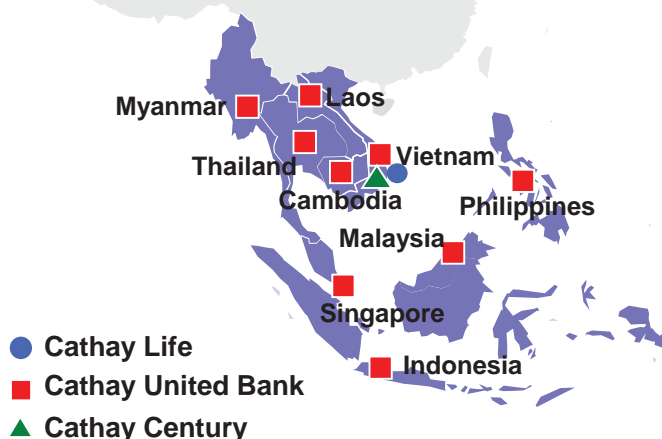 Myanmar
Laos
Thailand
Vietnam
Cambodia
Philippines
Malaysia
Singapore
Indonesia
Cathay Life
Cathay United Bank
Cathay Century